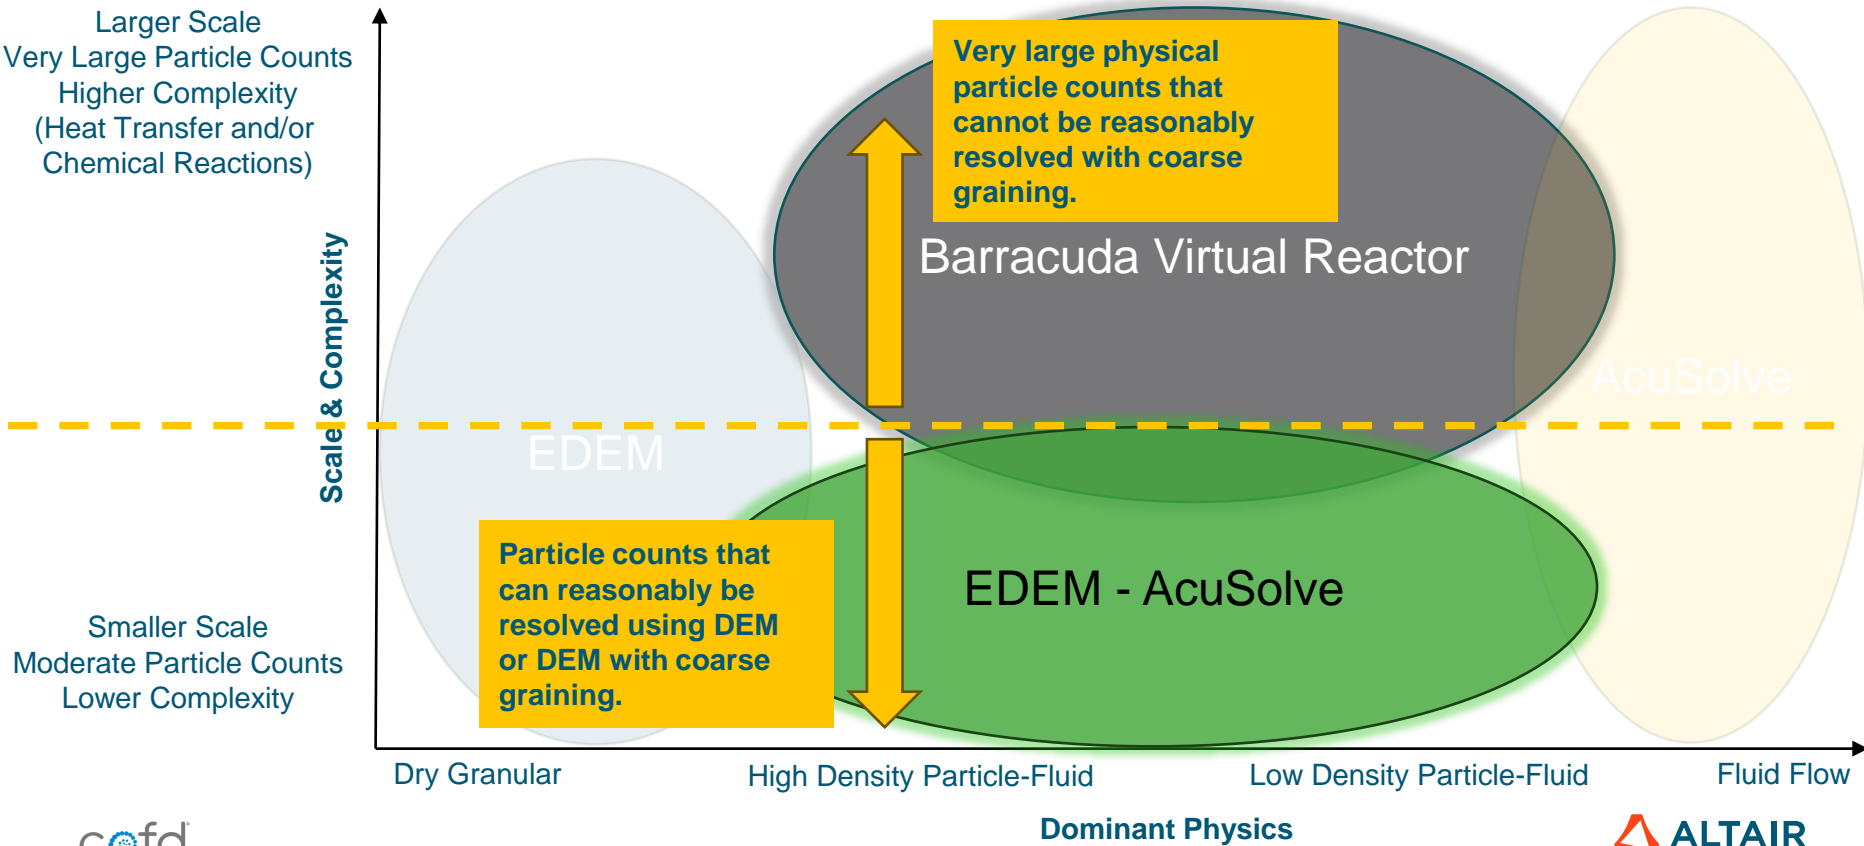 Larger Scale
Very Large Particle Counts
Higher Complexity
(Heat Transfer and/or
Chemical Reactions)
Scale & Complexity
Smaller Scale
Moderate Particle Counts
Lower Complexity
Very large physical
particle counts that
cannot be reasonably
resolved with coarse
graining.
Barracuda Virtual Reactor
AcuSolve
EDEM
Particle counts that
can reasonably be
resolved using DEM
or DEM with coarse
graining.
EDEM - AcuSolve
Dry Granular
High Density Particle-Fluid
Low Density Particle-Fluid
Fluid Flow
Dominant Physics
cpfd
ALTAIR